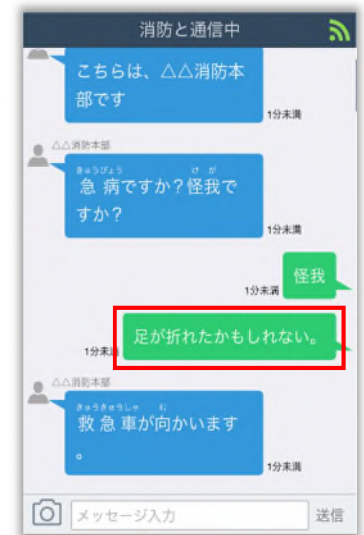 消防と通信中
こちらは、△△消防本
部です
1分未満
△△消防本部
きゅうびょう けが
急病ですか?怪我で
すか?
1分未満
怪我
1分未満
足が折れたかもしれない。
1分未満
△△消防本部
きゅうきゅうしゃ む
救急車が向かいます
。
1分未満
メッセージ入力
送信